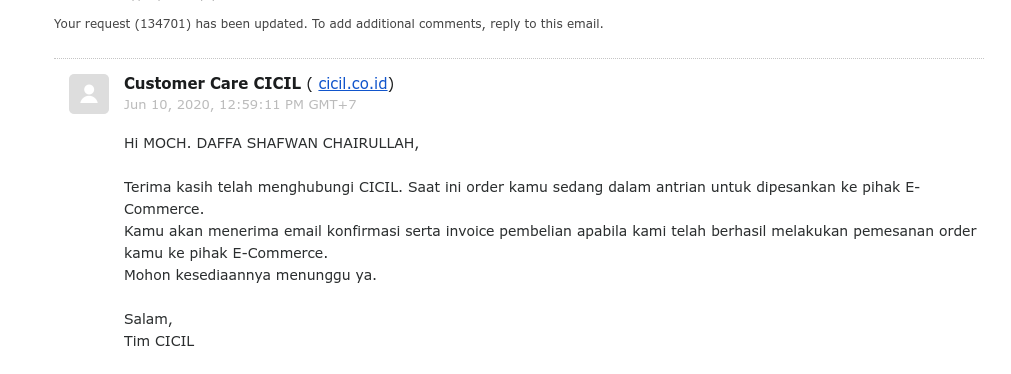 Your request (134701) has been updated. To add additional comments, reply to this email.
Customer Care CICIL ( cicil.co.id)
Jun 10, 2020, 12:59:11 PM GMT+7
Hi MOCH. DAFFA SHAFWAN CHAIRULLAH,
Terima kasih telah menghubungi CICIL. Saat ini order kamu sedang dalam antrian untuk dipesankan ke pihak E-
Commerce.
Kamu akan menerima email konfirmasi serta invoice pembelian apabila kami telah berhasil melakukan pemesanan order
kamu ke pihak E-Commerce.
Mohon kesediaannya menunggu ya.
Salam,
Tim CICIL